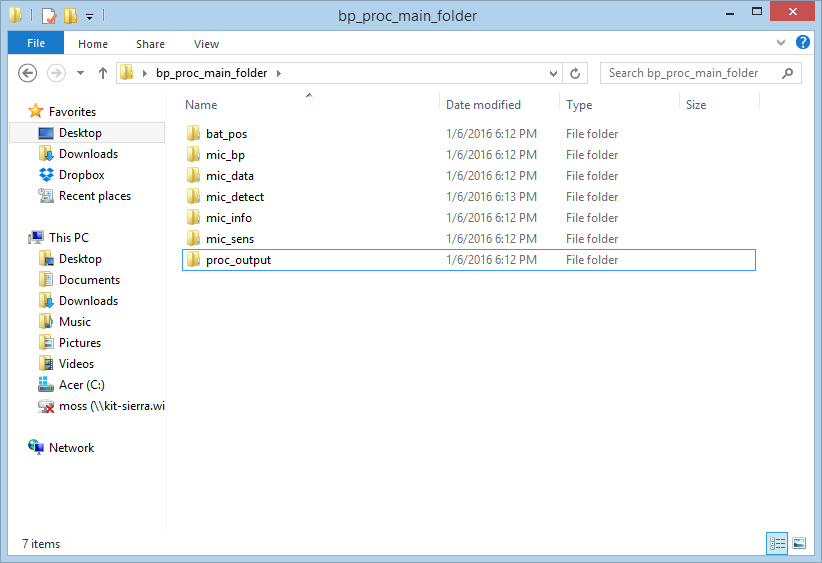 bp_proc_main_folder
File Home Share View
bp_proc_main_folder Search bp_proc_main_folder
Name Date modified Type Size
Favorites
Desktop
Downloads
Dropbox
Recent places
This PC
Desktop
Documents
Downloads
Music
Pictures
Videos
Acer (C:)
moss (\\kit-sierra.wi
Network
bat_pos 1/6/2016 6:12 PM File folder
mic_bp 1/6/2016 6:12 PM File folder
mic_data 1/6/2016 6:12 PM File folder
mic_detect 1/6/2016 6:13 PM File folder
mic_info 1/6/2016 6:12 PM File folder
mic_sens 1/6/2016 6:12 PM File folder
proc_output 1/6/2016 6:12 PM File folder
7 items